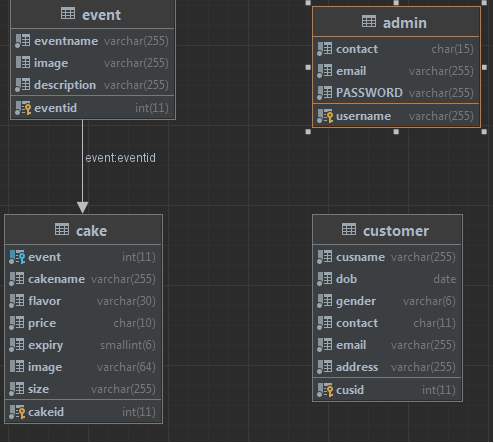 event
eventname varchar(255)
image varchar(255)
description varchar(255)
eventid int(11)
admin
contact char(15)
email varchar(255)
PASSWORD varchar(255)
username varchar(255)
event:eventid
cake
event int(11)
cakename varchar(255)
flavor varchar(30)
price char(10)
expiry smallint(6)
image varchar(64)
size varchar(255)
cakeid int(11)
customer
cusname varchar(255)
dob date
gender varchar(6)
contact char(11)
email varchar(255)
address varchar(255)
cusid int(11)